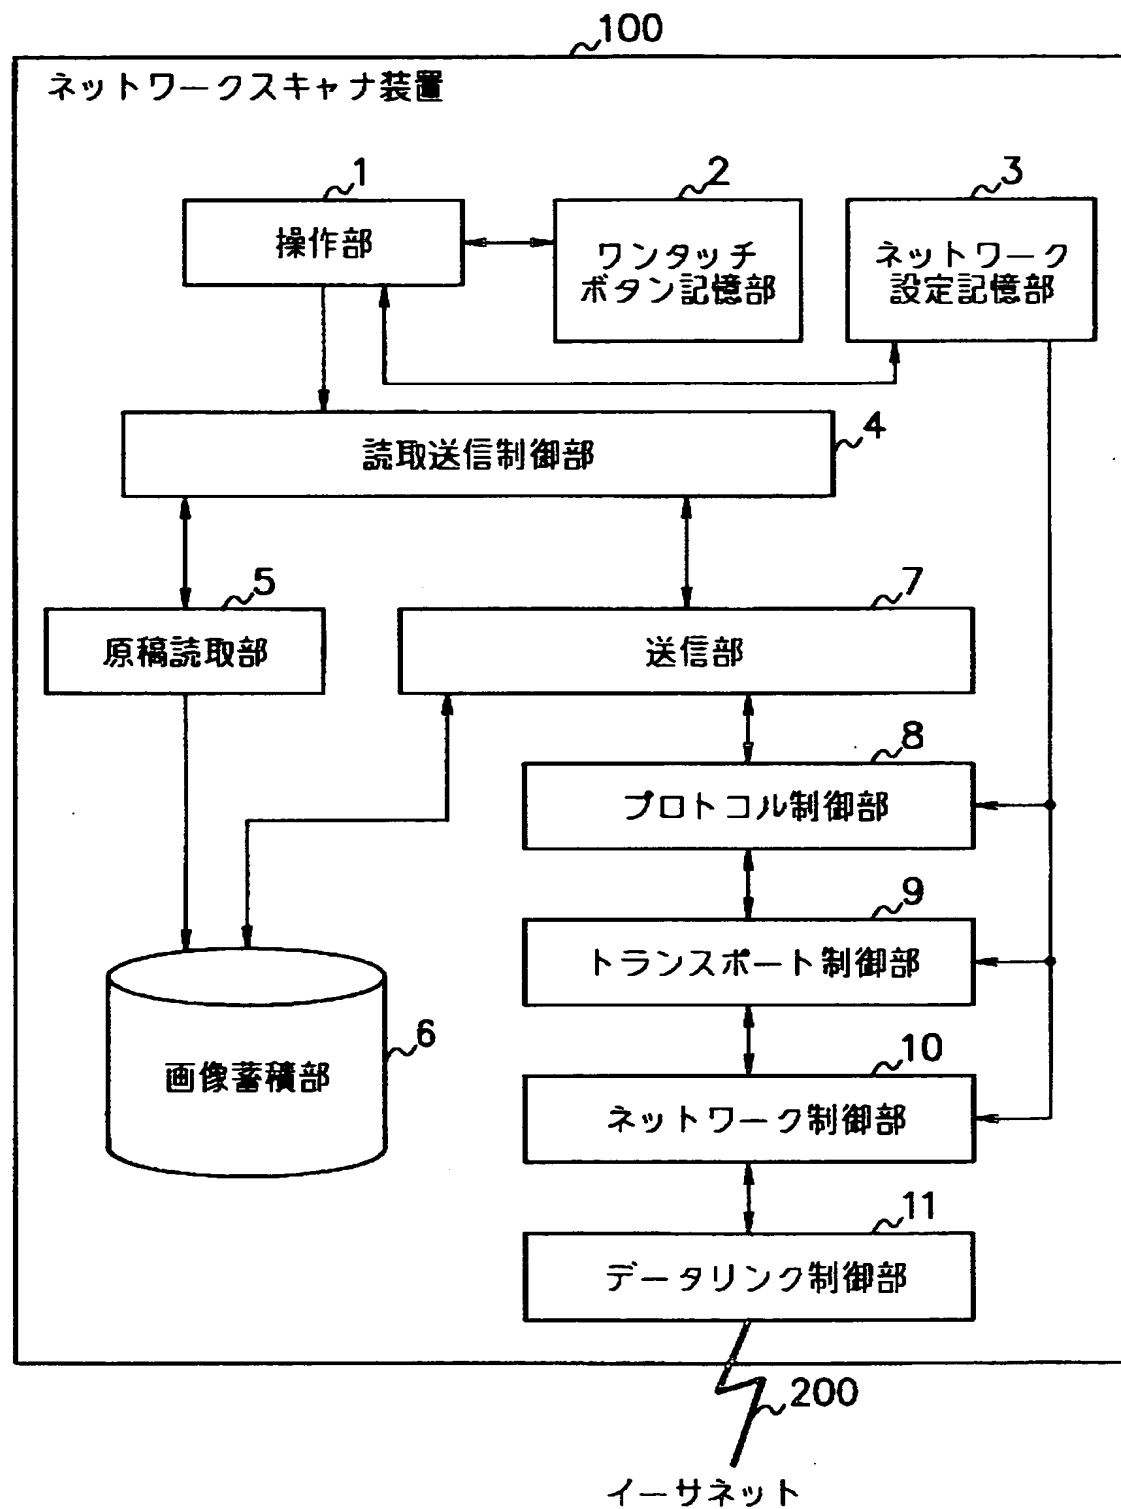 100
ネットワークスキャナ装置
1
操作部
2
ワンタッチ
ボタン記憶部
3
ネットワーク
設定記憶部
4
読取送信制御部
5
原稿読取部
7
送信部
8
プロトコル制御部
9
トランスポート制御部
6
画像蓄積部
10
ネットワーク制御部
11
データリンク制御部
200
イーサネット